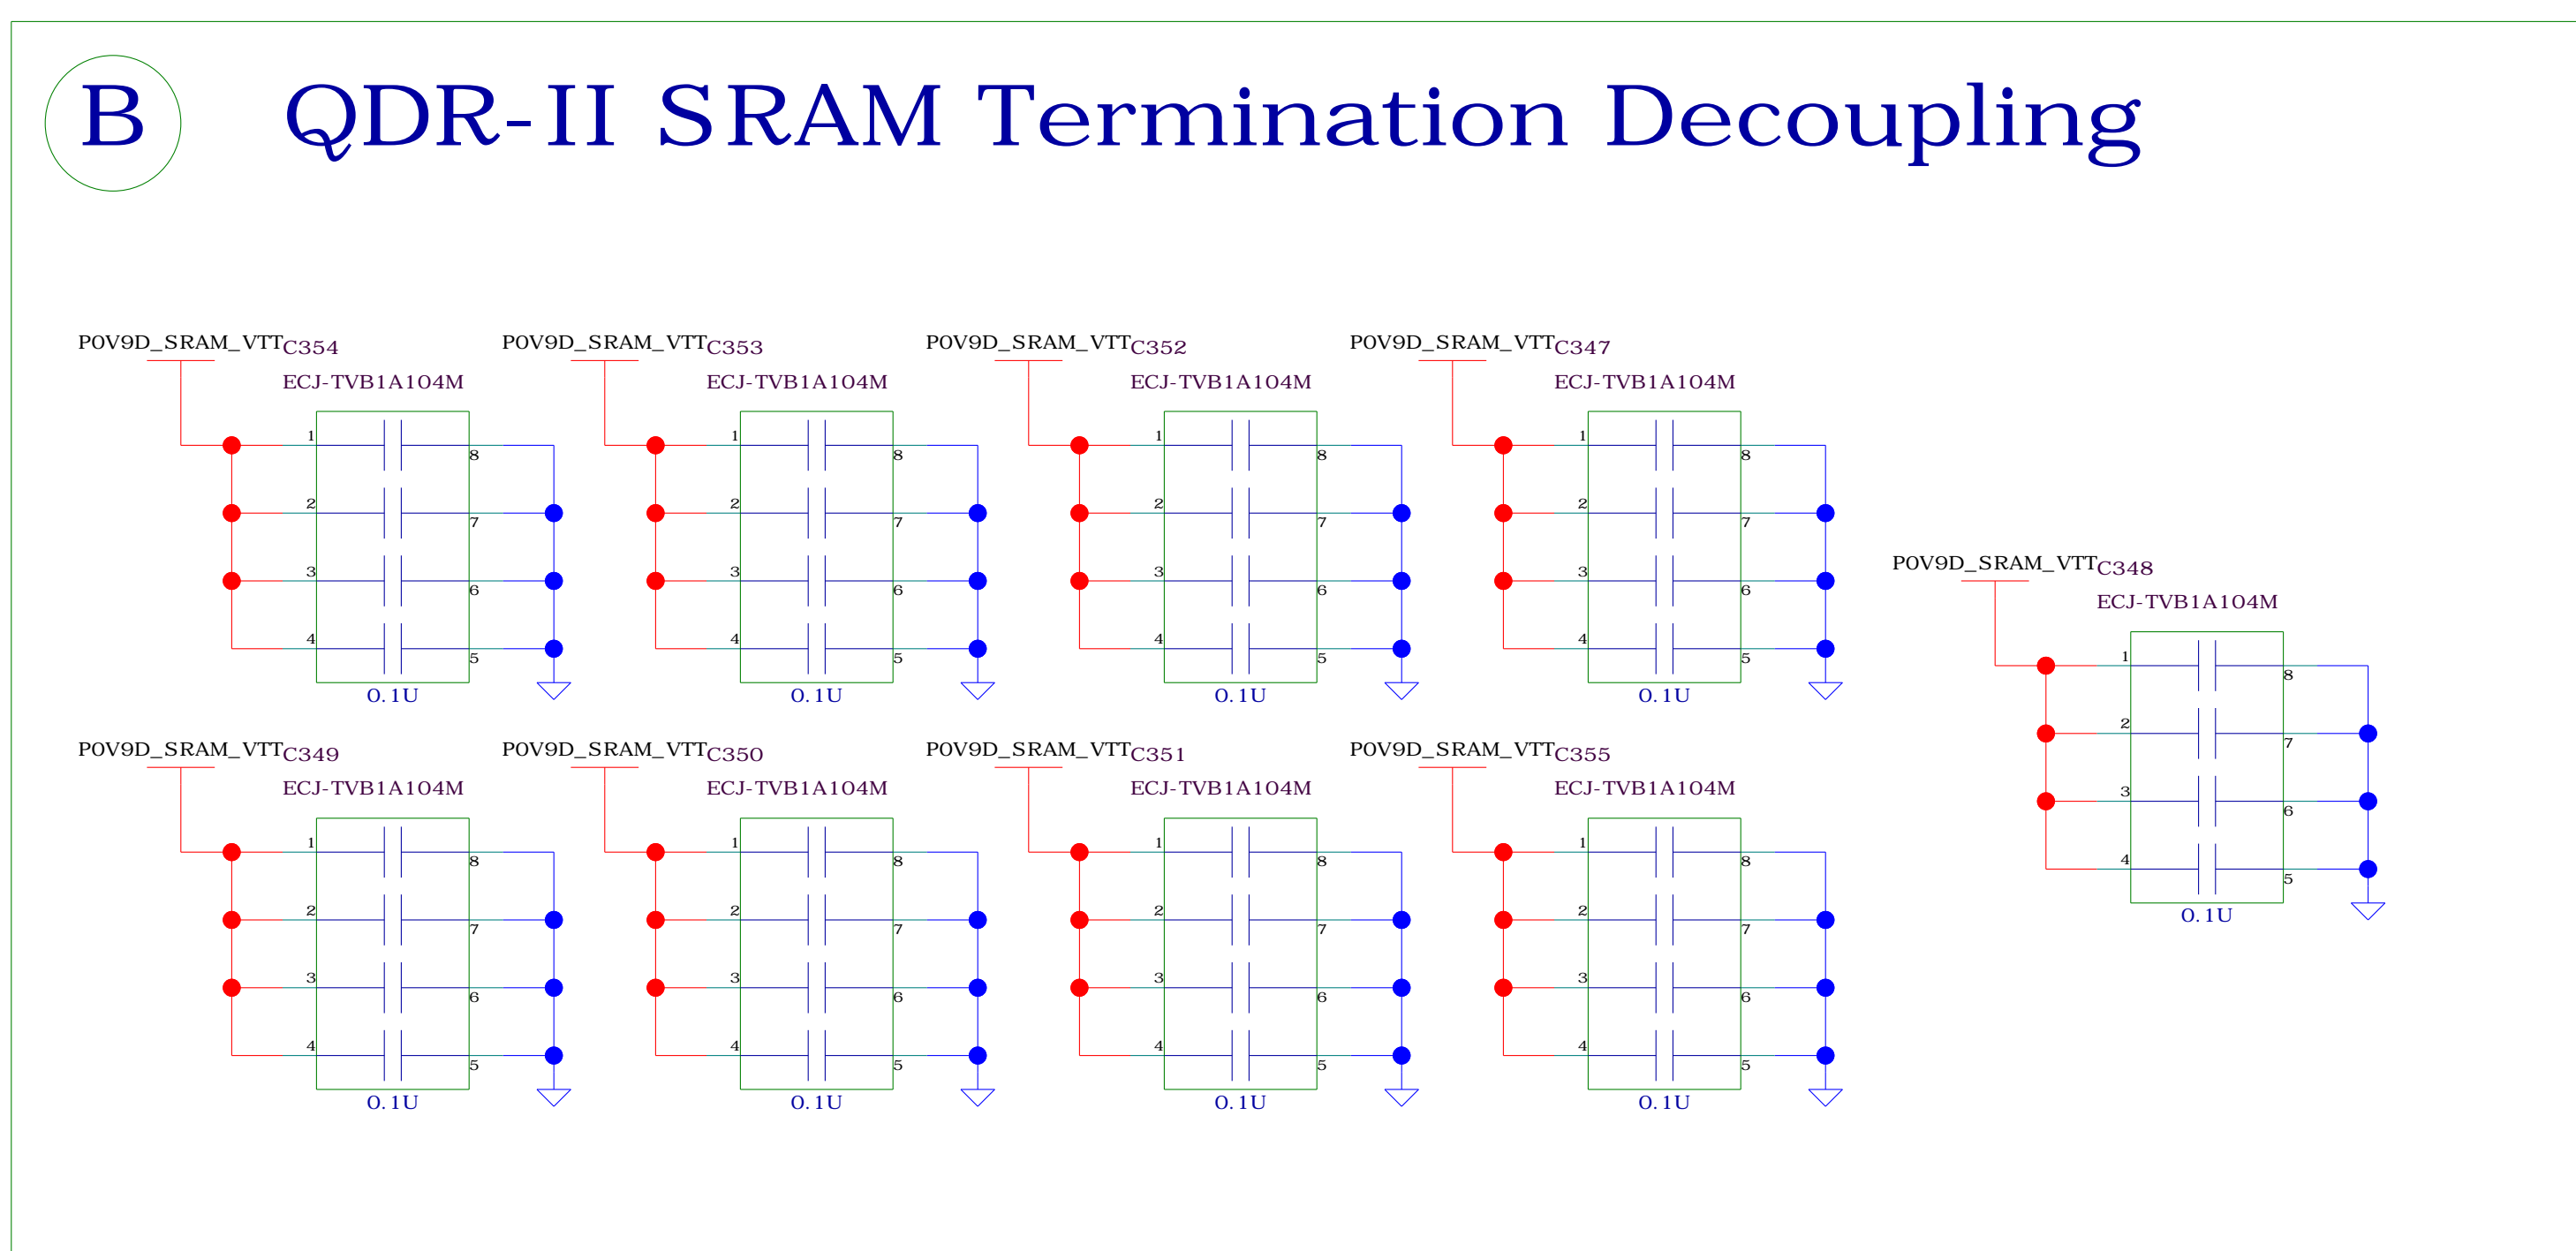 B QDR-II SRAM Termination Decoupling
P0V9D_SRAM_VTT C354
ECJ-TVB1A104M
1
8
2
7
3
6
4
5
0.1U
P0V9D_SRAM_VTT C353
ECJ-TVB1A104M
1
8
2
7
3
6
4
5
0.1U
P0V9D_SRAM_VTT C352
ECJ-TVB1A104M
1
8
2
7
3
6
4
5
0.1U
P0V9D_SRAM_VTT C347
ECJ-TVB1A104M
1
8
2
7
3
6
4
5
0.1U
P0V9D_SRAM_VTT C348
ECJ-TVB1A104M
1
8
2
7
3
6
4
5
0.1U
P0V9D_SRAM_VTT C349
ECJ-TVB1A104M
1
8
2
7
3
6
4
5
0.1U
P0V9D_SRAM_VTT C350
ECJ-TVB1A104M
1
8
2
7
3
6
4
5
0.1U
P0V9D_SRAM_VTT C351
ECJ-TVB1A104M
1
8
2
7
3
6
4
5
0.1U
P0V9D_SRAM_VTT C355
ECJ-TVB1A104M
1
8
2
7
3
6
4
5
0.1U